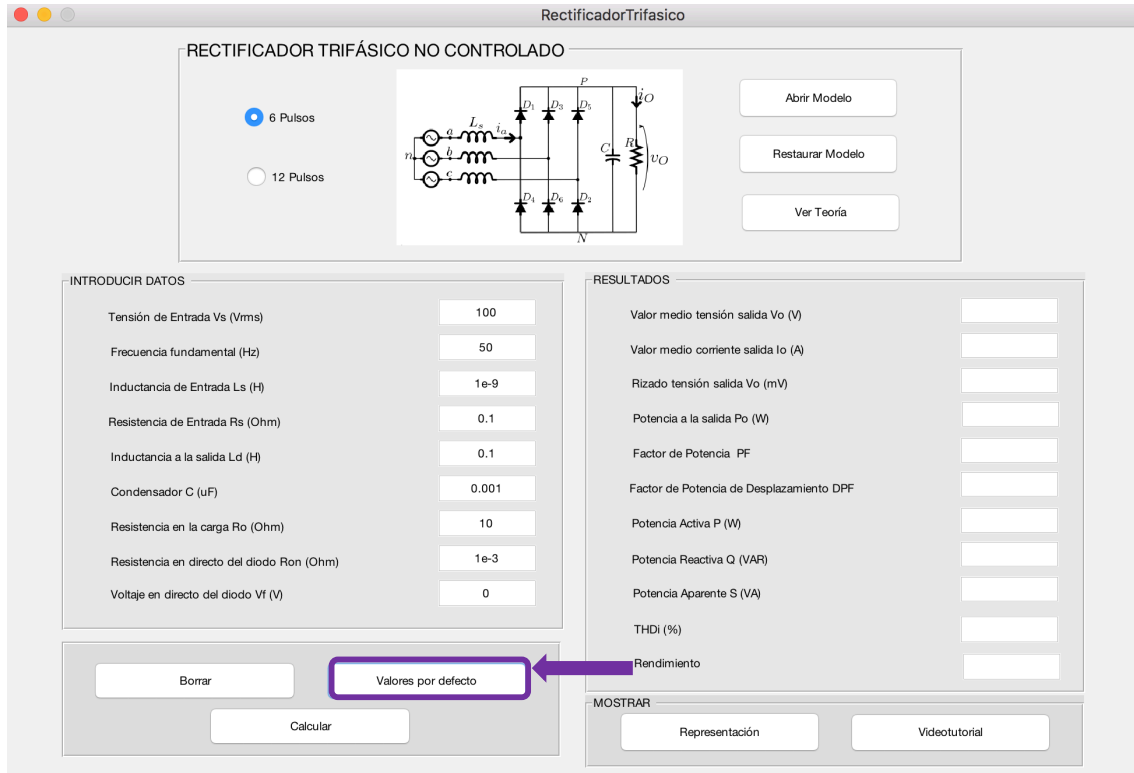 RectificadorTrifasico
RECTIFICADOR TRIFÁSICO NO CONTROLADO
6 Pulsos
12 Pulsos
P
D1 D3 D5
iO
Ls
ia
a
n
b
c
C
R
vO
D4 D6 D2
N
Abrir Modelo
Restaurar Modelo
Ver Teoría
INTRODUCIR DATOS
Tensión de Entrada Vs (Vrms) 100
Frecuencia fundamental (Hz) 50
Inductancia de Entrada Ls (H) 1e-9
Resistencia de Entrada Rs (Ohm) 0.1
Inductancia a la salida Ld (H) 0.1
Condensador C (uF) 0.001
Resistencia en la carga Ro (Ohm) 10
Resistencia en directo del diodo Ron (Ohm) 1e-3
Voltaje en directo del diodo Vf (V) 0
Borrar
Valores por defecto
Calcular
RESULTADOS
Valor medio tensión salida Vo (V)
Valor medio corriente salida Io (A)
Rizado tensión salida Vo (mV)
Potencia a la salida Po (W)
Factor de Potencia PF
Factor de Potencia de Desplazamiento DPF
Potencia Activa P (W)
Potencia Reactiva Q (VAR)
Potencia Aparente S (VA)
THDi (%)
Rendimiento
MOSTRAR
Representación
Videotutorial